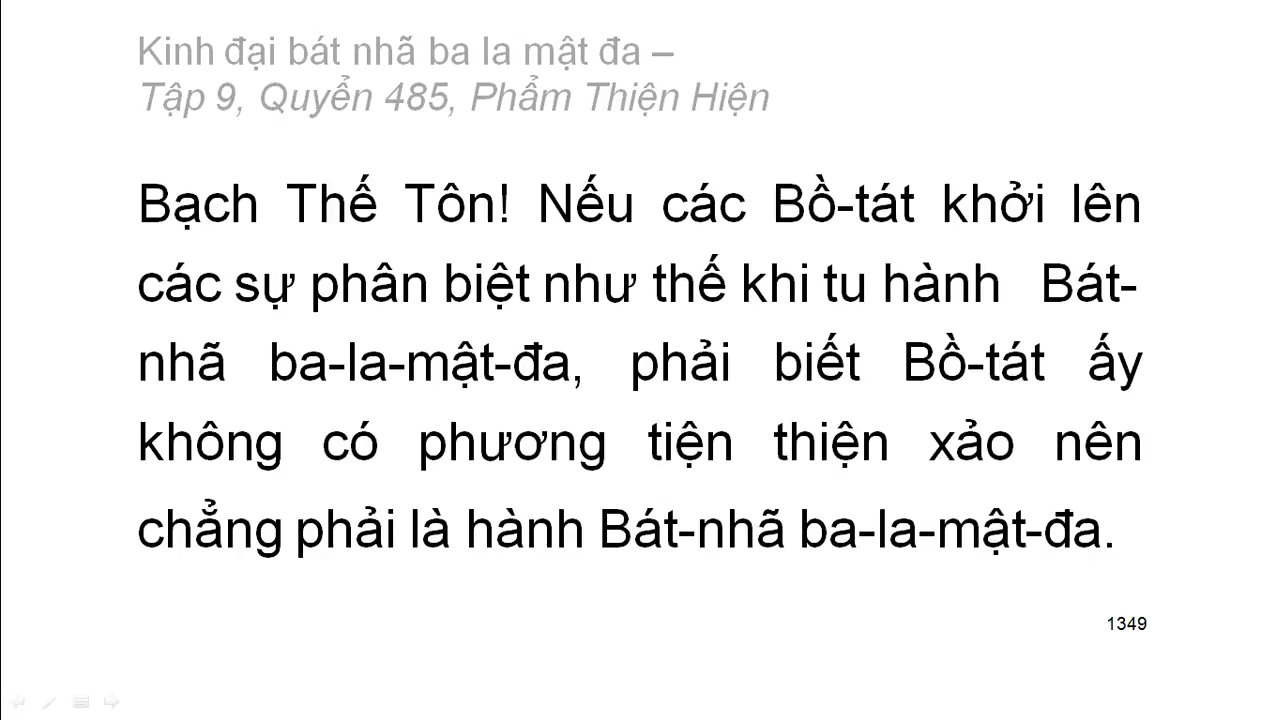 Kinh đại bát nhã ba la mật đa –
Tập 9, Quyển 485, Phẩm Thiện Hiện
Bạch Thế Tôn! Nếu các Bồ-tát khởi lên
các sự phân biệt như thế khi tu hành Bát-
nhã ba-la-mật-đa, phải biết Bồ-tát ấy
không có phương tiện thiện xảo nên
chẳng phải là hành Bát-nhã ba-la-mật-đa.
1349